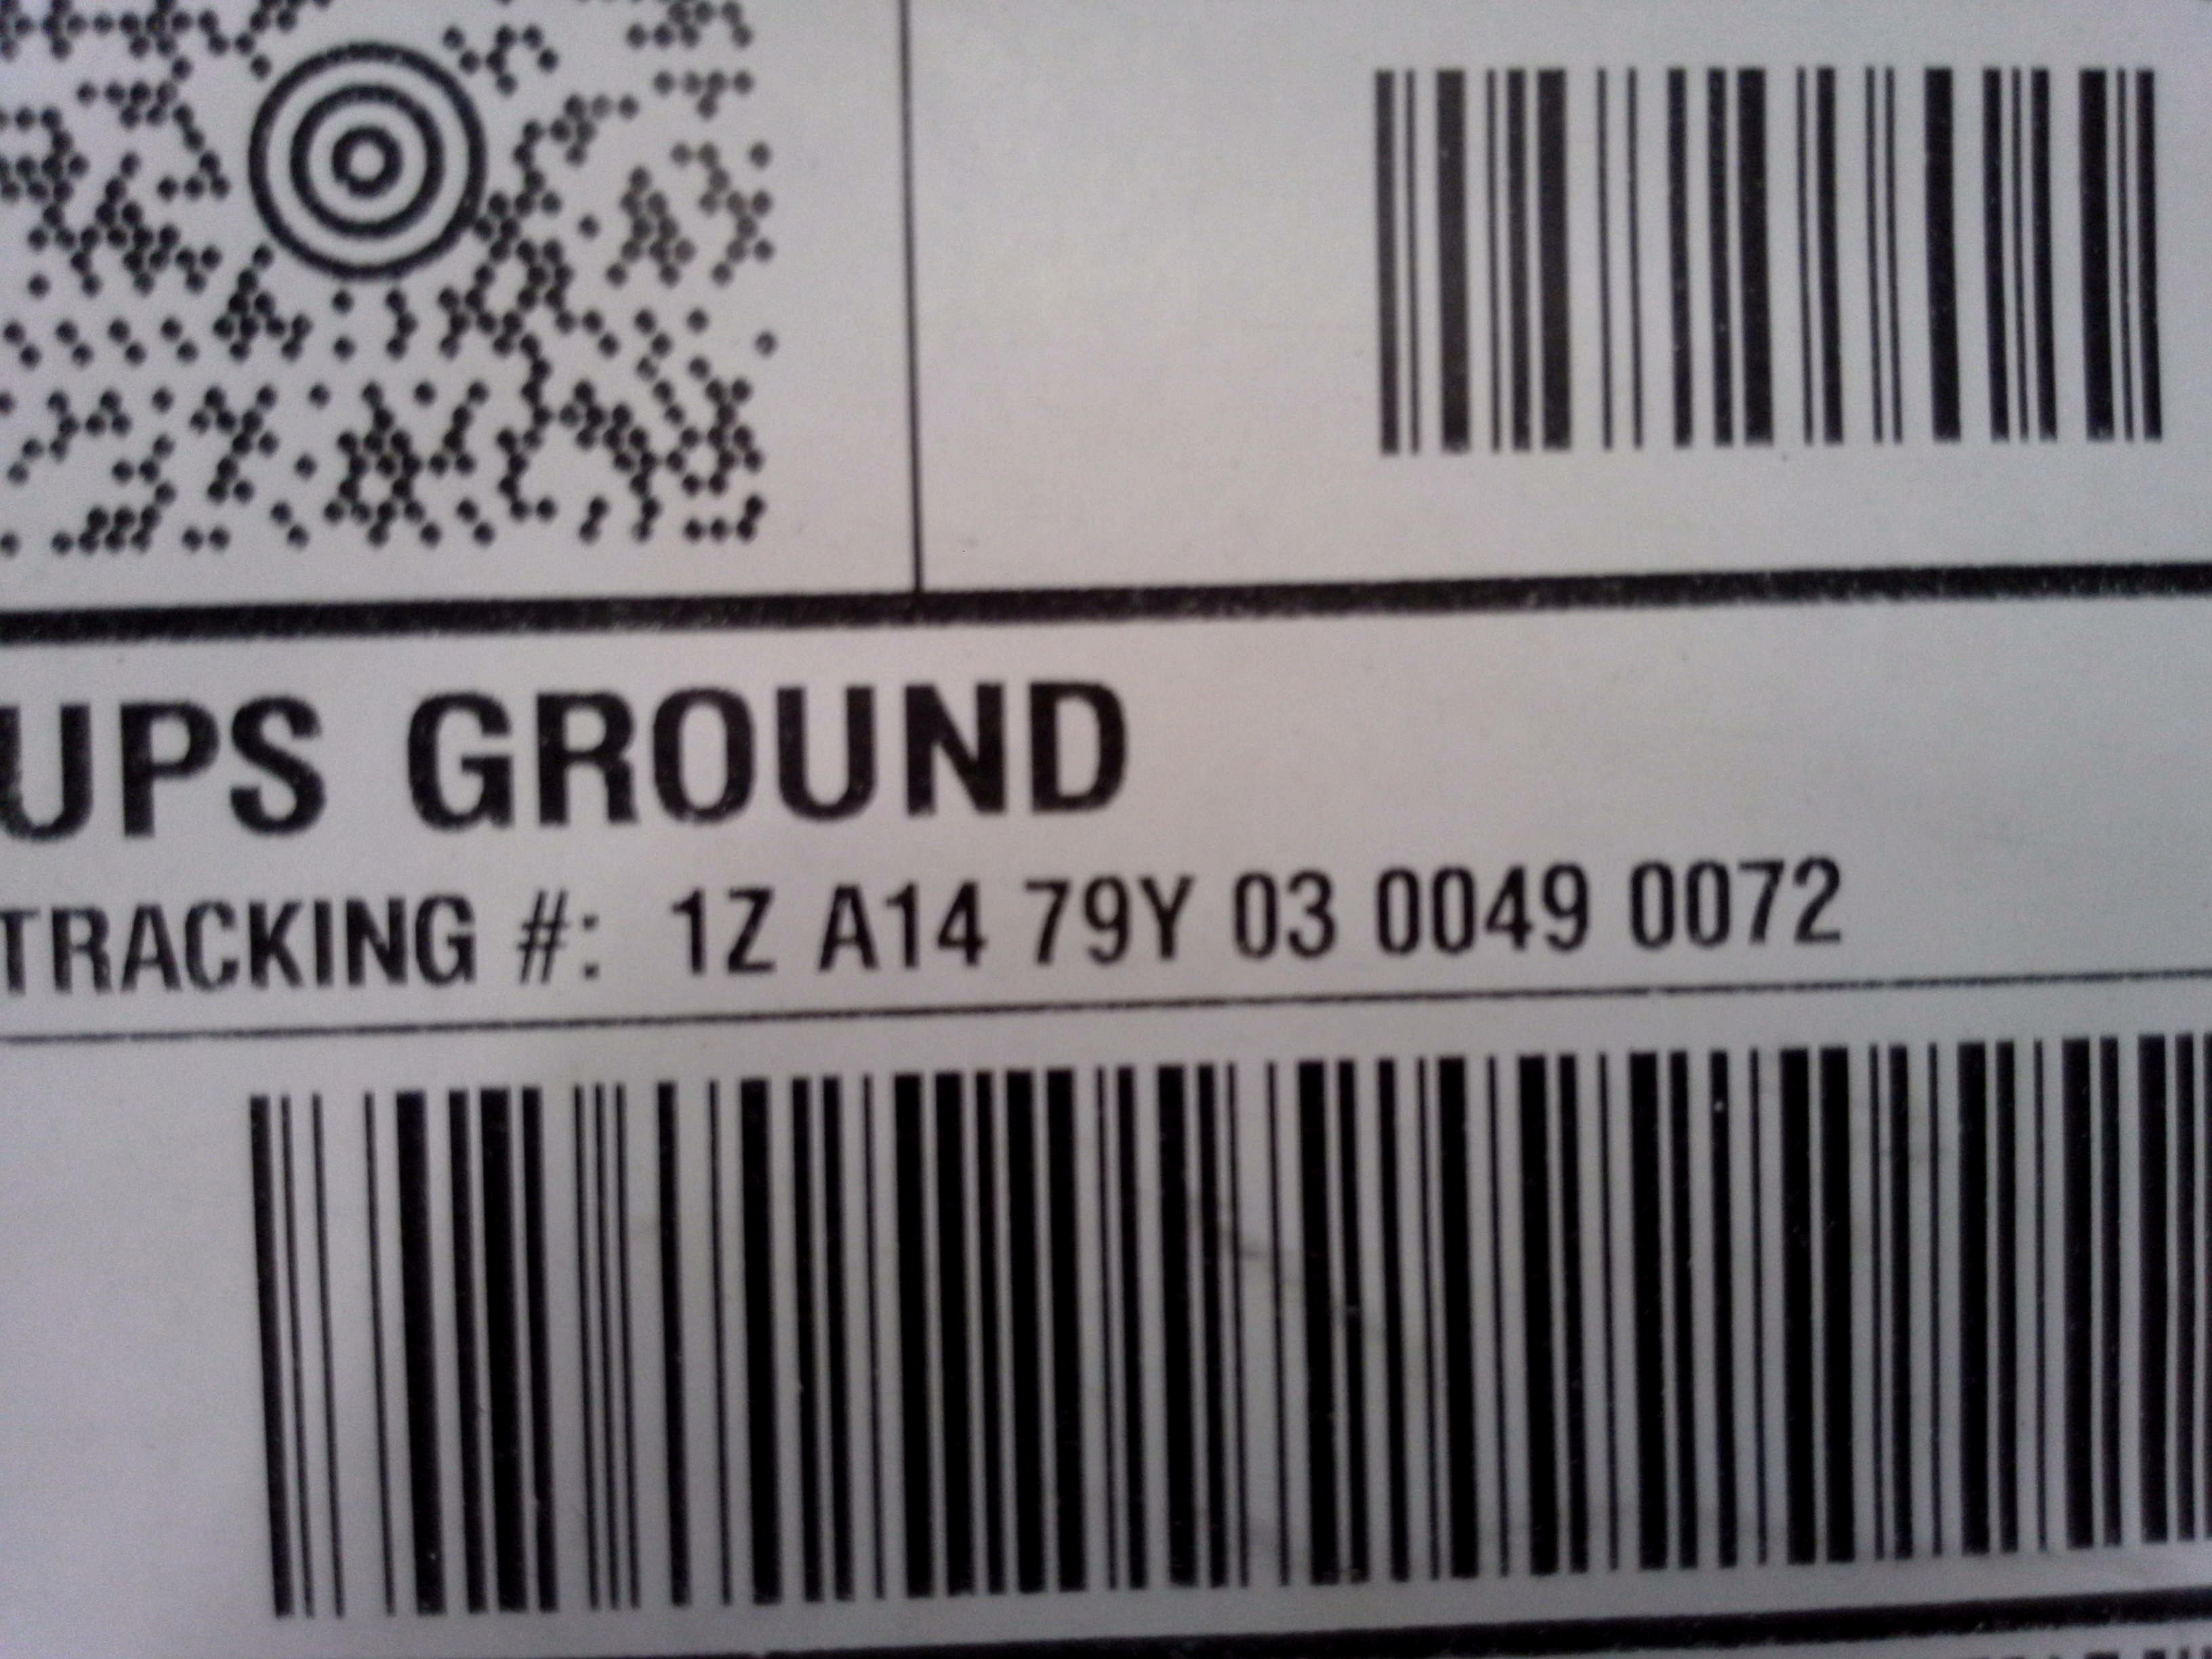 UPS GROUND
TRACKING #: 1Z A14 79Y 03 0049 0072